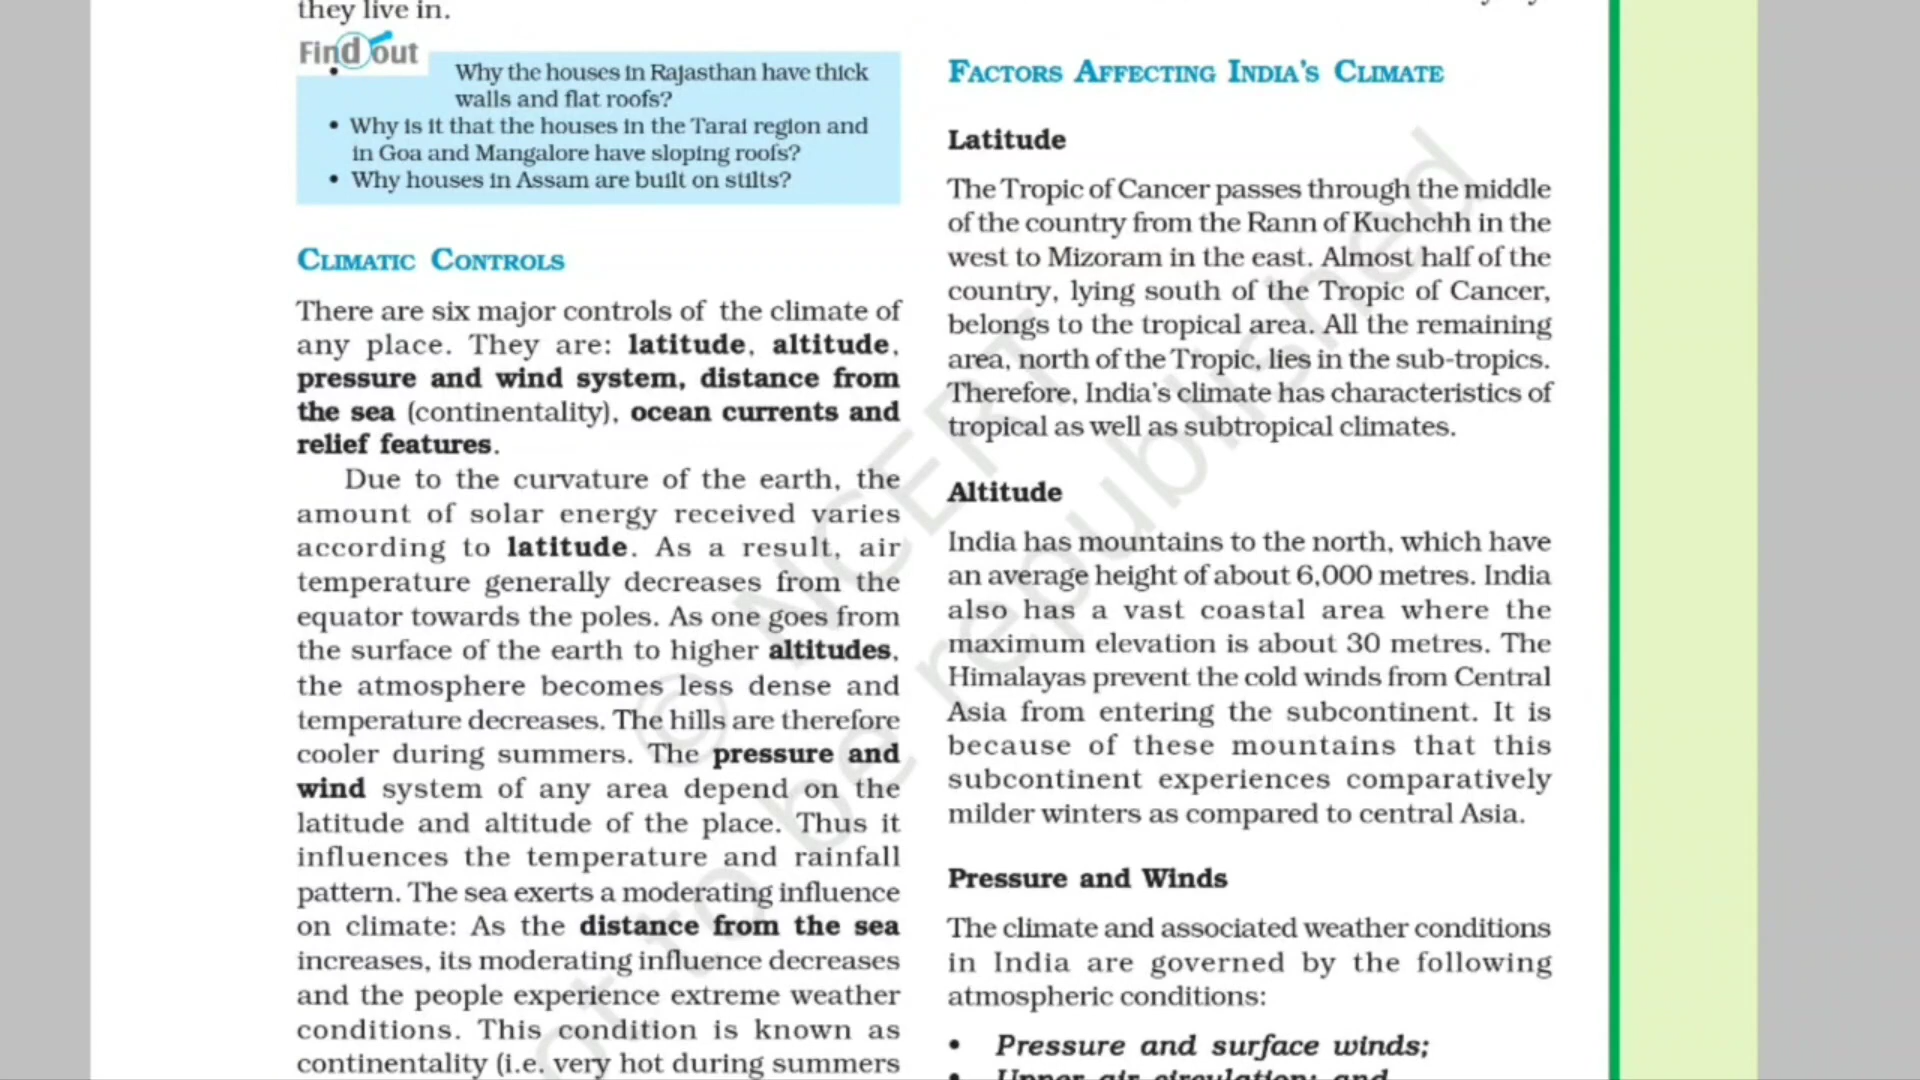 they live in.
Find out
• Why the houses in Rajasthan have thick
walls and flat roofs?
• Why is it that the houses in the Tarai region and
in Goa and Mangalore have sloping roofs?
• Why houses in Assam are built on stilts?
CLIMATIC CONTROLS
There are six major controls of the climate of
any place. They are: latitude, altitude,
pressure and wind system, distance from
the sea (continentality), ocean currents and
relief features.
Due to the curvature of the earth, the
amount of solar energy received varies
according to latitude. As a result, air
temperature generally decreases from the
equator towards the poles. As one goes from
the surface of the earth to higher altitudes,
the atmosphere becomes less dense and
temperature decreases. The hills are therefore
cooler during summers. The pressure and
wind system of any area depend on the
latitude and altitude of the place. Thus it
influences the temperature and rainfall
pattern. The sea exerts a moderating influence
on climate: As the distance from the sea
increases, its moderating influence decreases
and the people experience extreme weather
conditions. This condition is known as
continentality (i.e. very hot during summers
FACTORS AFFECTING INDIA'S CLIMATE
Latitude
The Tropic of Cancer passes through the middle
of the country from the Rann of Kuchchh in the
west to Mizoram in the east. Almost half of the
country, lying south of the Tropic of Cancer,
belongs to the tropical area. All the remaining
area, north of the Tropic, lies in the sub-tropics.
Therefore, India's climate has characteristics of
tropical as well as subtropical climates.
Altitude
India has mountains to the north, which have
an average height of about 6,000 metres. India
also has a vast coastal area where the
maximum elevation is about 30 metres. The
Himalayas prevent the cold winds from Central
Asia from entering the subcontinent. It is
because of these mountains that this
subcontinent experiences comparatively
milder winters as compared to central Asia.
Pressure and Winds
The climate and associated weather conditions
in India are governed by the following
atmospheric conditions:
• Pressure and surface winds;
• Upper air circulation; and
© NCERT
not to be republished